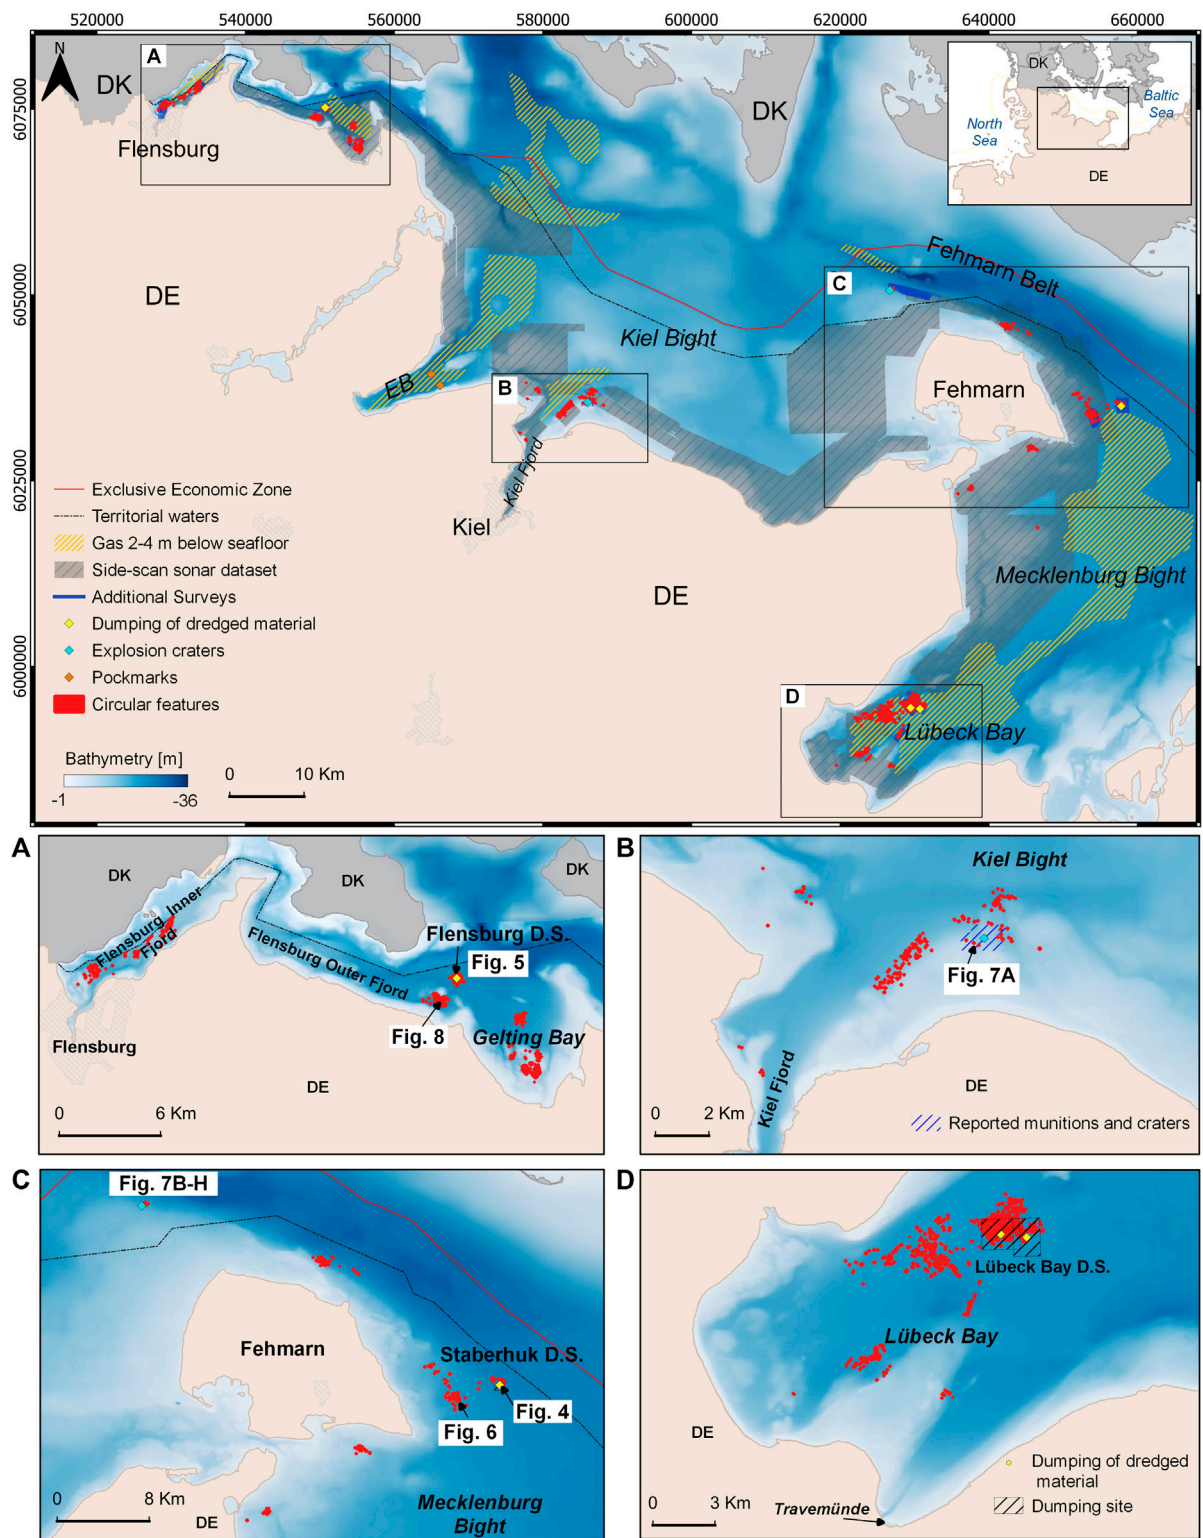 520000
540000
560000
580000
600000
620000
640000
660000
6075000
6050000
6025000
6000000
N
A
DK
Flensburg
DK
DK
North
Sea
Baltic
Sea
DE
DE
Fehmarn Belt
C
Kiel Bight
EB
B
Fehmarn
Kiel Fjord
Kiel
Exclusive Economic Zone
Territorial waters
Gas 2-4 m below seafloor
Side-scan sonar dataset
Additional Surveys
Dumping of dredged material
Explosion craters
Pockmarks
Circular features
Mecklenburg Bight
DE
D
Lübeck Bay
Bathymetry [m]
-1
-36
0
10 Km
A
DK
DK
DK
Flensburg Inner
Fjord
Flensburg Outer Fjord
Flensburg D.S.
Fig. 5
Fig. 8
Gelting Bay
Flensburg
DE
0
6 Km
B
Kiel Bight
Fig. 7A
Kiel Fjord
DE
0
2 Km
Reported munitions and craters
C
Fig. 7B-H
Fehmarn
Staberhuk D.S.
Fig. 4
Fig. 6
0
8 Km
DE
Mecklenburg
Bight
D
Lübeck Bay D.S.
Lübeck Bay
DE
Dumping of dredged
material
Dumping site
0
3 Km
Travemünde